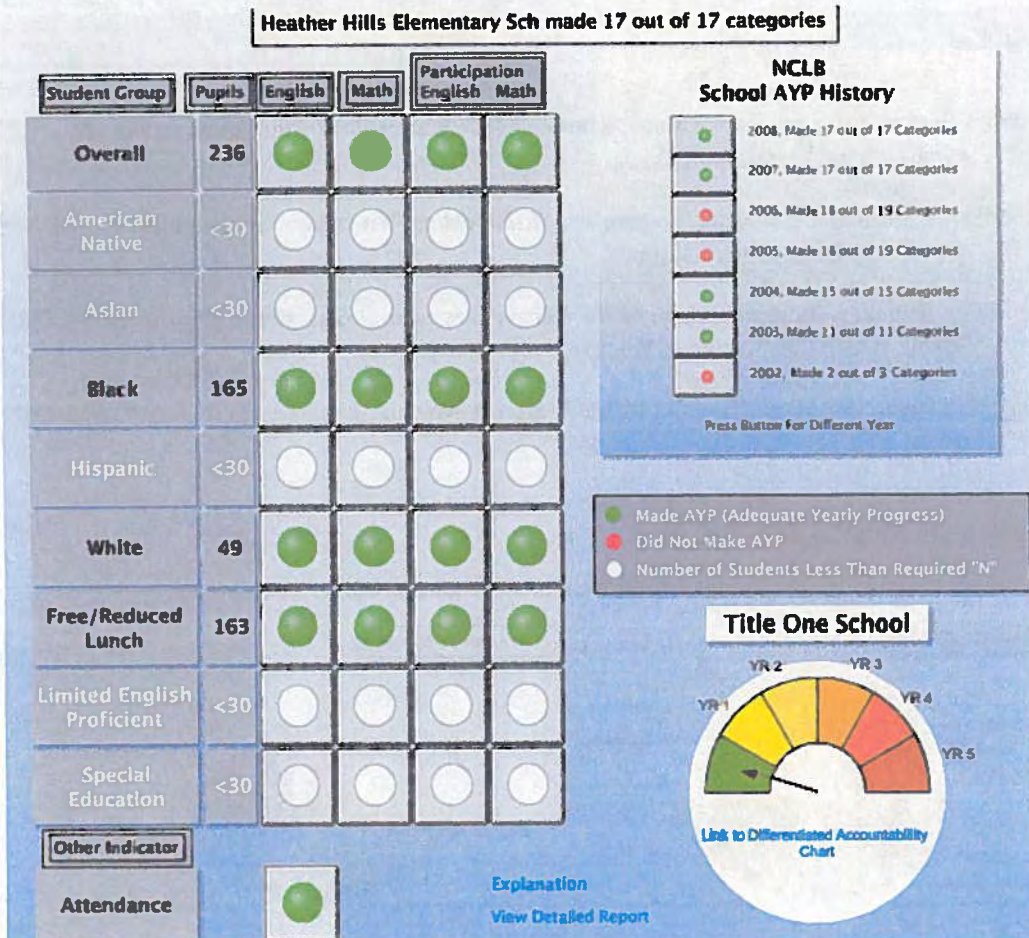 Heather Hills Elementary Sch made 17 out of 17 categories
Student Group Pupils English Math Participation
English Math
Overall 236
American
Native <30
Asian <30
Black 165
Hispanic <30
White 49
Free/Reduced
Lunch 163
Limited English
Proficient <30
Special
Education <30
Other Indicator
Attendance
Explanation
View Detailed Report
NCLB
School AYP History
2008, Made 17 out of 17 Categories
2007, Made 17 out of 17 Categories
2006, Made 18 out of 19 Categories
2005, Made 18 out of 19 Categories
2004, Made 15 out of 15 Categories
2003, Made 11 out of 11 Categories
2002, Made 2 out of 3 Categories
Press Button For Different Year
Made AYP (Adequate Yearly Progress)
Did Not Make AYP
Number of Students Less Than Required "N"
Title One School
YR 1
YR 2
YR 3
YR 4
YR 5
Link to Differentiated Accountability
Chart